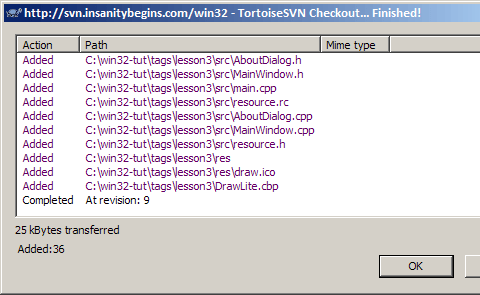 http://svn.insanitybegins.com/win32 - TortoiseSVN Checkout... Finished!
Action Path Mime type
Added C:\win32-tut\tags\lesson3\src\AboutDialog.h
Added C:\win32-tut\tags\lesson3\src\MainWindow.h
Added C:\win32-tut\tags\lesson3\src\main.cpp
Added C:\win32-tut\tags\lesson3\src\resource.rc
Added C:\win32-tut\tags\lesson3\src\AboutDialog.cpp
Added C:\win32-tut\tags\lesson3\src\MainWindow.cpp
Added C:\win32-tut\tags\lesson3\src\resource.h
Added C:\win32-tut\tags\lesson3\res
Added C:\win32-tut\tags\lesson3\res\draw.ico
Added C:\win32-tut\tags\lesson3\DrawLite.cbp
Completed At revision: 9
25 kBytes transferred
Added:36
OK